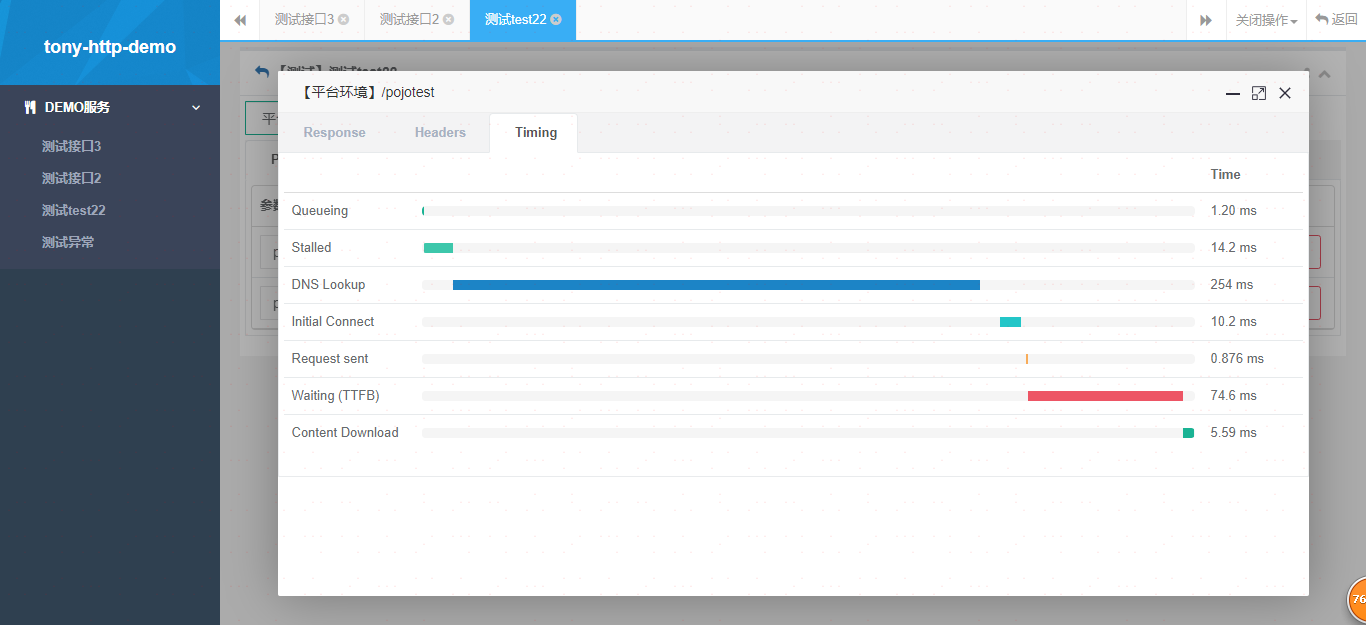 tony-http-demo
DEMO服务
测试接口3
测试接口2
测试test22
测试异常
测试接口3
测试接口2
测试test22
关闭操作
返回
【平台环境】/pojotest
Response
Headers
Timing
Time
Queueing
1.20 ms
Stalled
14.2 ms
DNS Lookup
254 ms
Initial Connect
10.2 ms
Request sent
0.876 ms
Waiting (TTFB)
74.6 ms
Content Download
5.59 ms
76